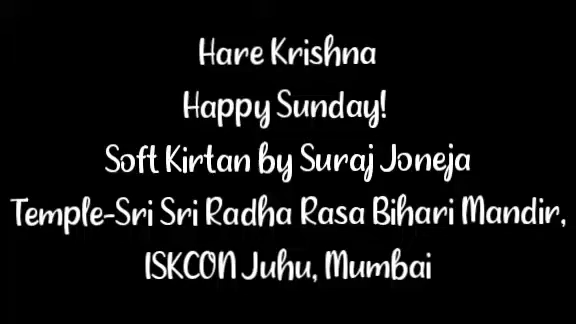 Hare Krishna
Happy Sunday!
Soft Kirtan by Suraj Joneja
Temple-Sri Sri Radha Rasa Bihari Mandir,
ISKCON Juhu, Mumbai